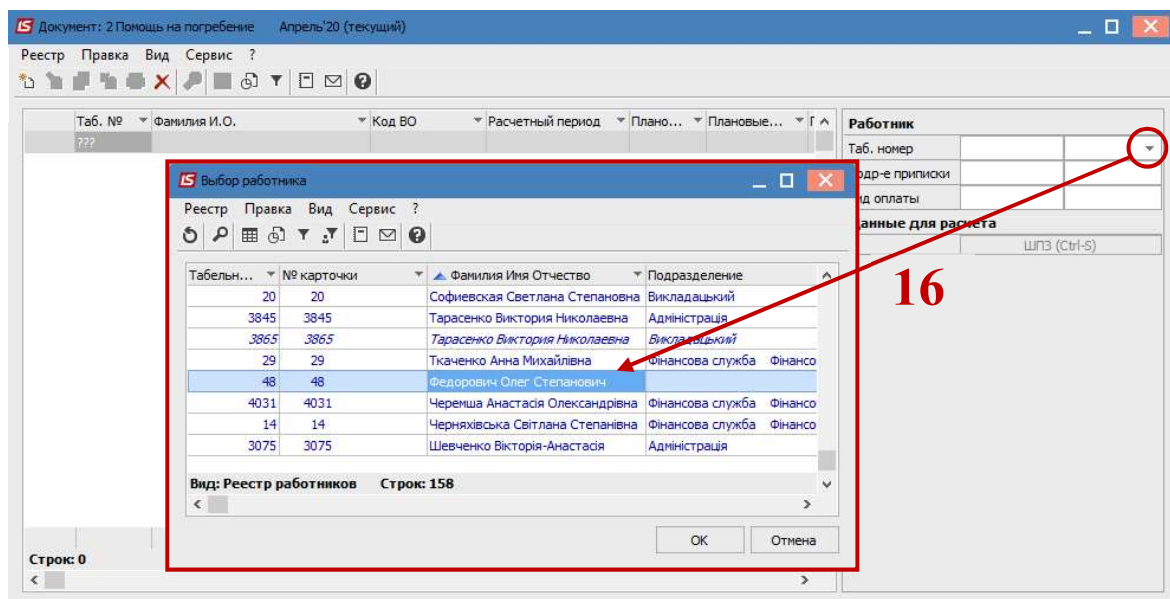 Документ: 2 Помощь на погребение Апрель'20 (текущий)
Реестр Правка Вид Сервис ?
Таб. № Фамилия И.О. Код ВО Расчетный период Плано... Плановые... Г
???
Работник
Таб. номер
одр-е приписки
ид оплаты
анные для расчета
ШПЗ (Ctrl-S)
16
Выбор работника
Реестр Правка Вид Сервис ?
Табельн... № карточки Фамилия Имя Отчество Подразделение
20 20 Софиевская Светлана Степановна Викладацький
3845 3845 Тарасенко Виктория Николаевна Адміністрація
3865 3865 Тарасенко Виктория Николаевна Викладацький
29 29 Ткаченко Анна Михайлівна Фінансова служба Фінансо
48 48 Федорович Олег Степанович
4031 4031 Черемша Анастасія Олександрівна Фінансова служба Фінансо
14 14 Черняхівська Світлана Степанівна Фінансова служба Фінансо
3075 3075 Шевченко Вікторія-Анастасія Адміністрація
Вид: Реестр работников Строк: 158
OK Отмена
Строк: 0